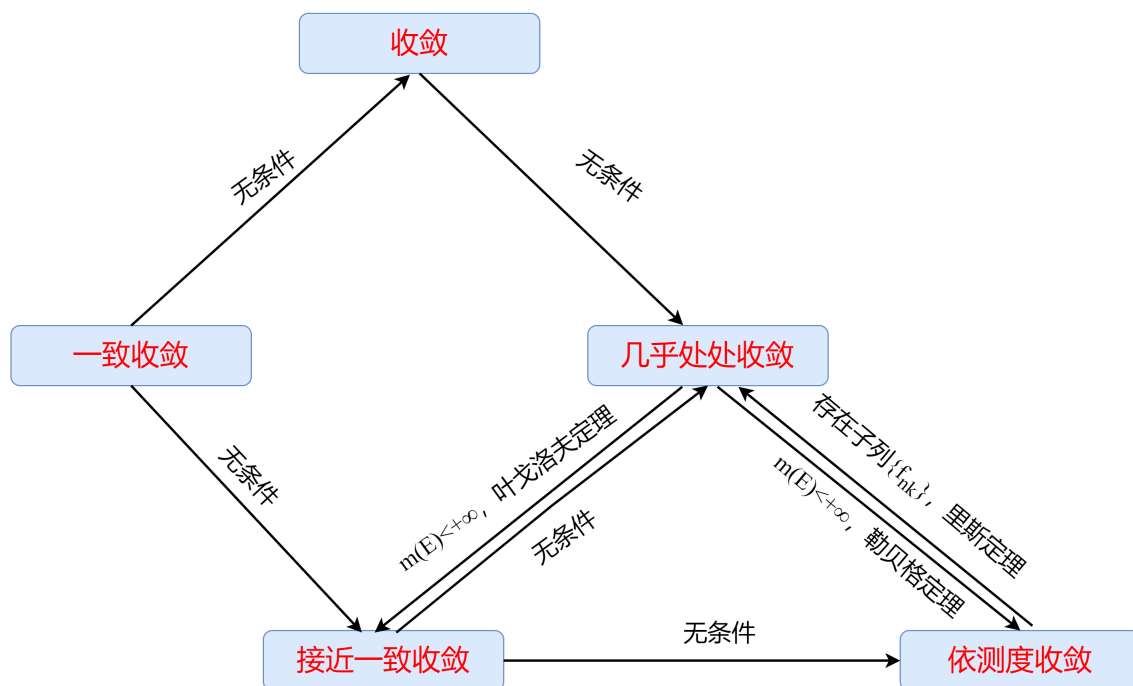 收敛
无条件
无条件
一致收敛
几乎处处收敛
无条件
m(E)<+∞，叶戈洛夫定理
无条件
存在子列{fnk}，里斯定理
m(E)<+∞，勒贝格定理
接近一致收敛
无条件
依测度收敛